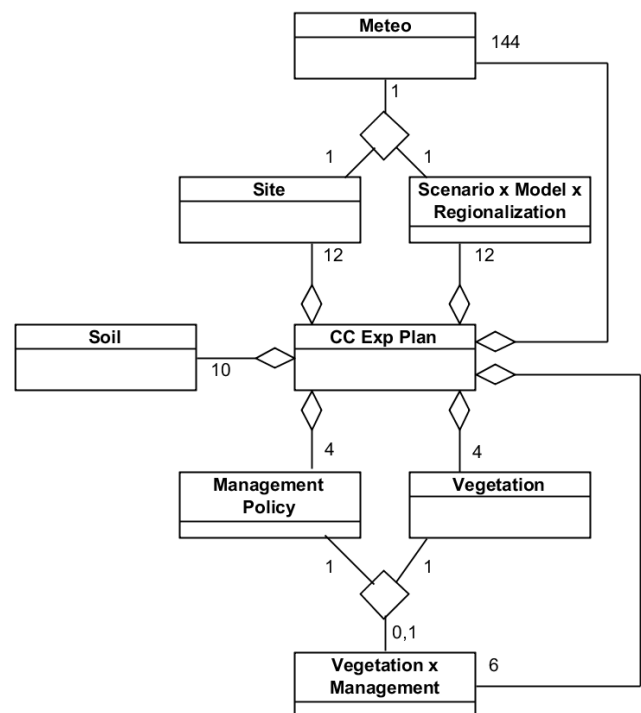 Meteo
144
1
1
1
Site
Scenario x Model x
Regionalization
12
12
Soil
CC Exp Plan
10
4
4
Management
Policy
Vegetation
1
1
0,1
Vegetation x
Management
6